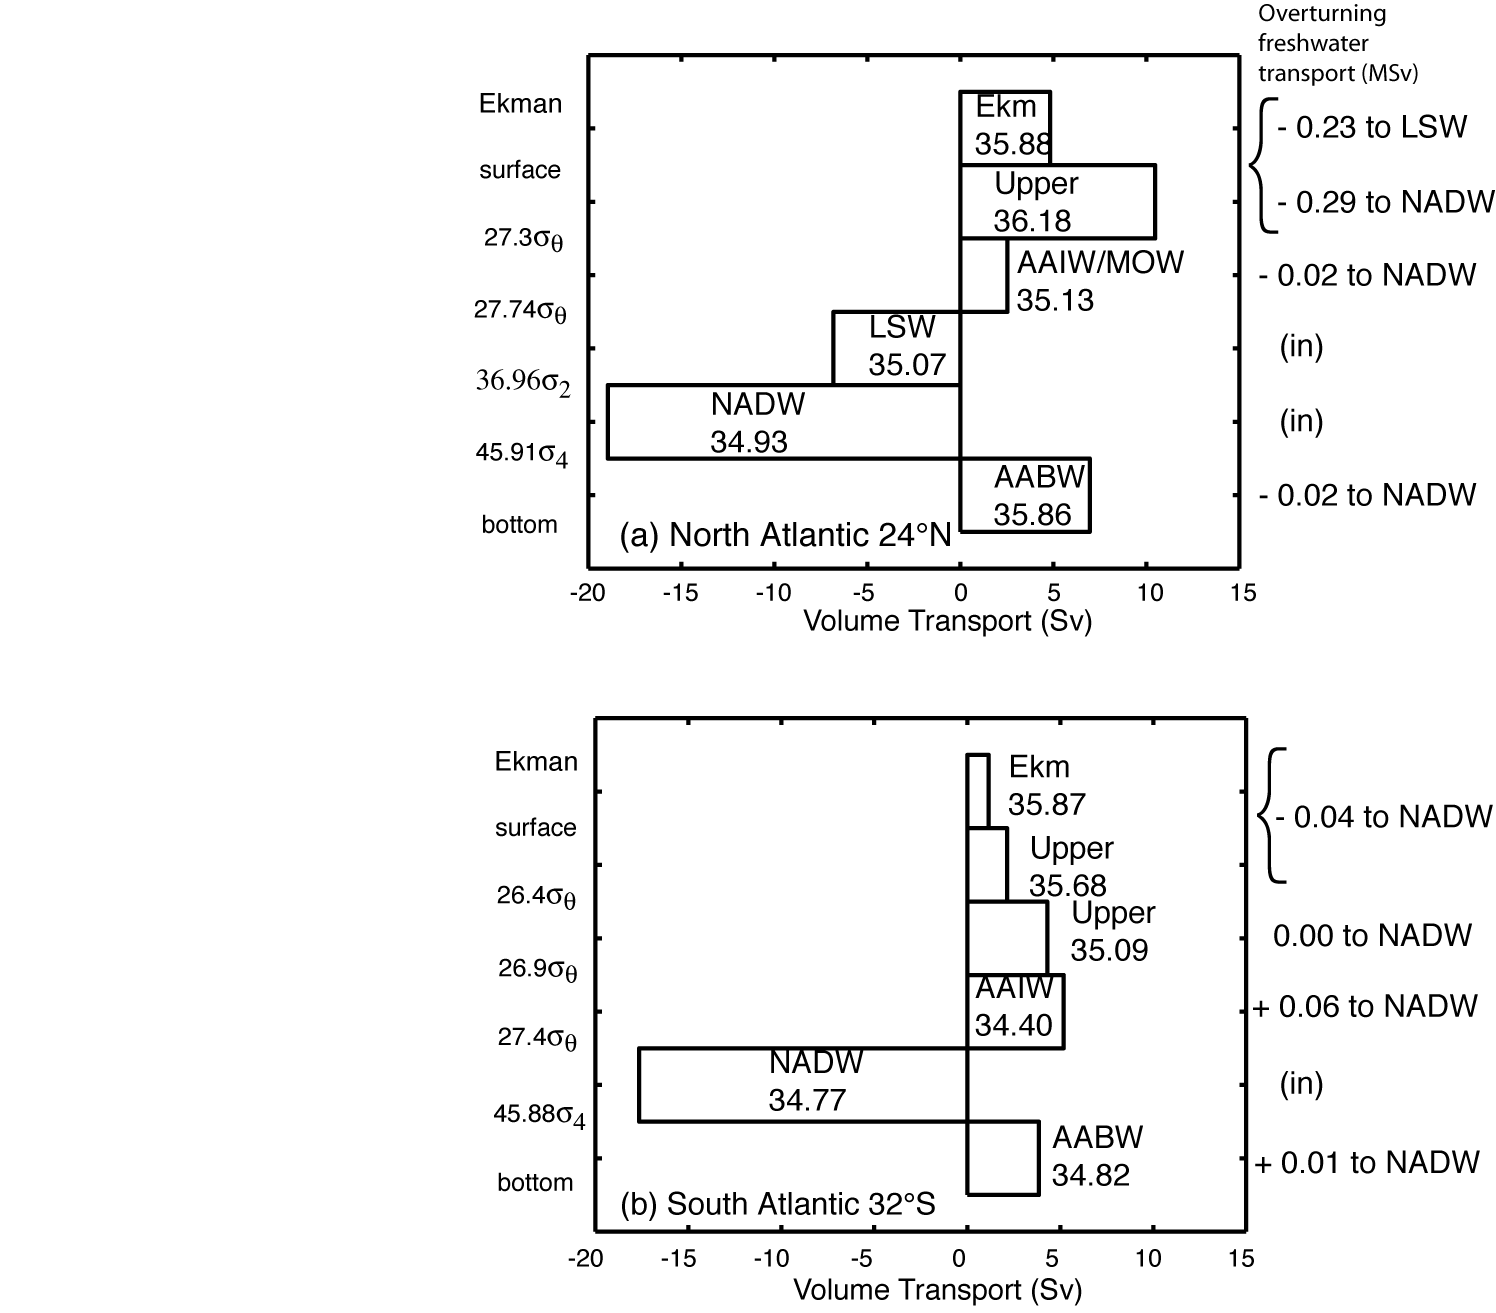 Overturning
freshwater
transport (MSv)
Ekman
Ekm
35.88
- 0.23 to LSW
surface
Upper
36.18
- 0.29 to NADW
27.3σθ
AAIW/MOW
35.13
- 0.02 to NADW
27.74σθ
LSW
35.07
(in)
36.96σ2
NADW
34.93
(in)
45.91σ4
AABW
35.86
- 0.02 to NADW
bottom
(a) North Atlantic 24°N
-20 -15 -10 -5 0 5 10 15
Volume Transport (Sv)
Ekman
Ekm
35.87
- 0.04 to NADW
surface
Upper
35.68
26.4σθ
Upper
35.09
0.00 to NADW
26.9σθ
AAIW
34.40
+ 0.06 to NADW
27.4σθ
NADW
34.77
(in)
45.88σ4
AABW
34.82
+ 0.01 to NADW
bottom
(b) South Atlantic 32°S
-20 -15 -10 -5 0 5 10 15
Volume Transport (Sv)